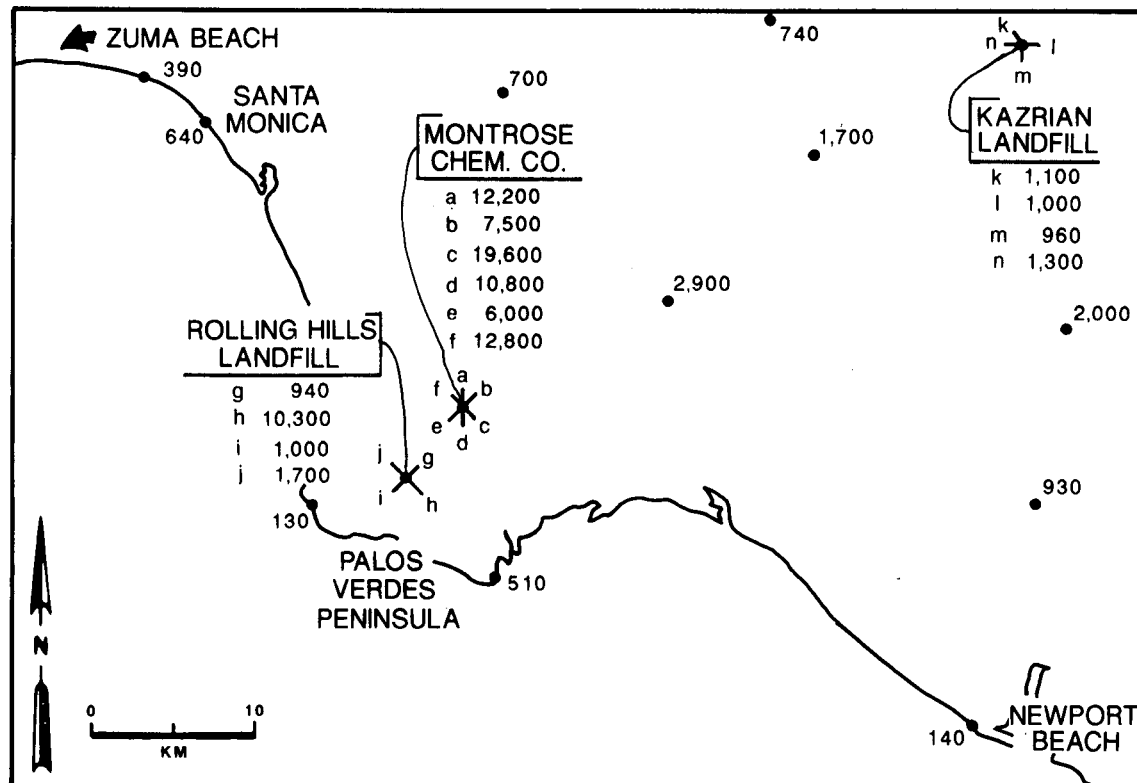 ZUMA BEACH
390
SANTA
MONICA
640
700
740
1,700
k
n l
m
KAZRIAN
LANDFILL
k 1,100
l 1,000
m 960
n 1,300
MONTROSE
CHEM. CO.
a 12,200
b 7,500
c 19,600
d 10,800
e 6,000
f 12,800
2,900
2,000
ROLLING HILLS
LANDFILL
g 940
h 10,300
i 1,000
j 1,700
a
f b
e c
d
j g
i h
130
930
PALOS
VERDES
PENINSULA
510
N
0 10
KM
140
NEWPORT
BEACH